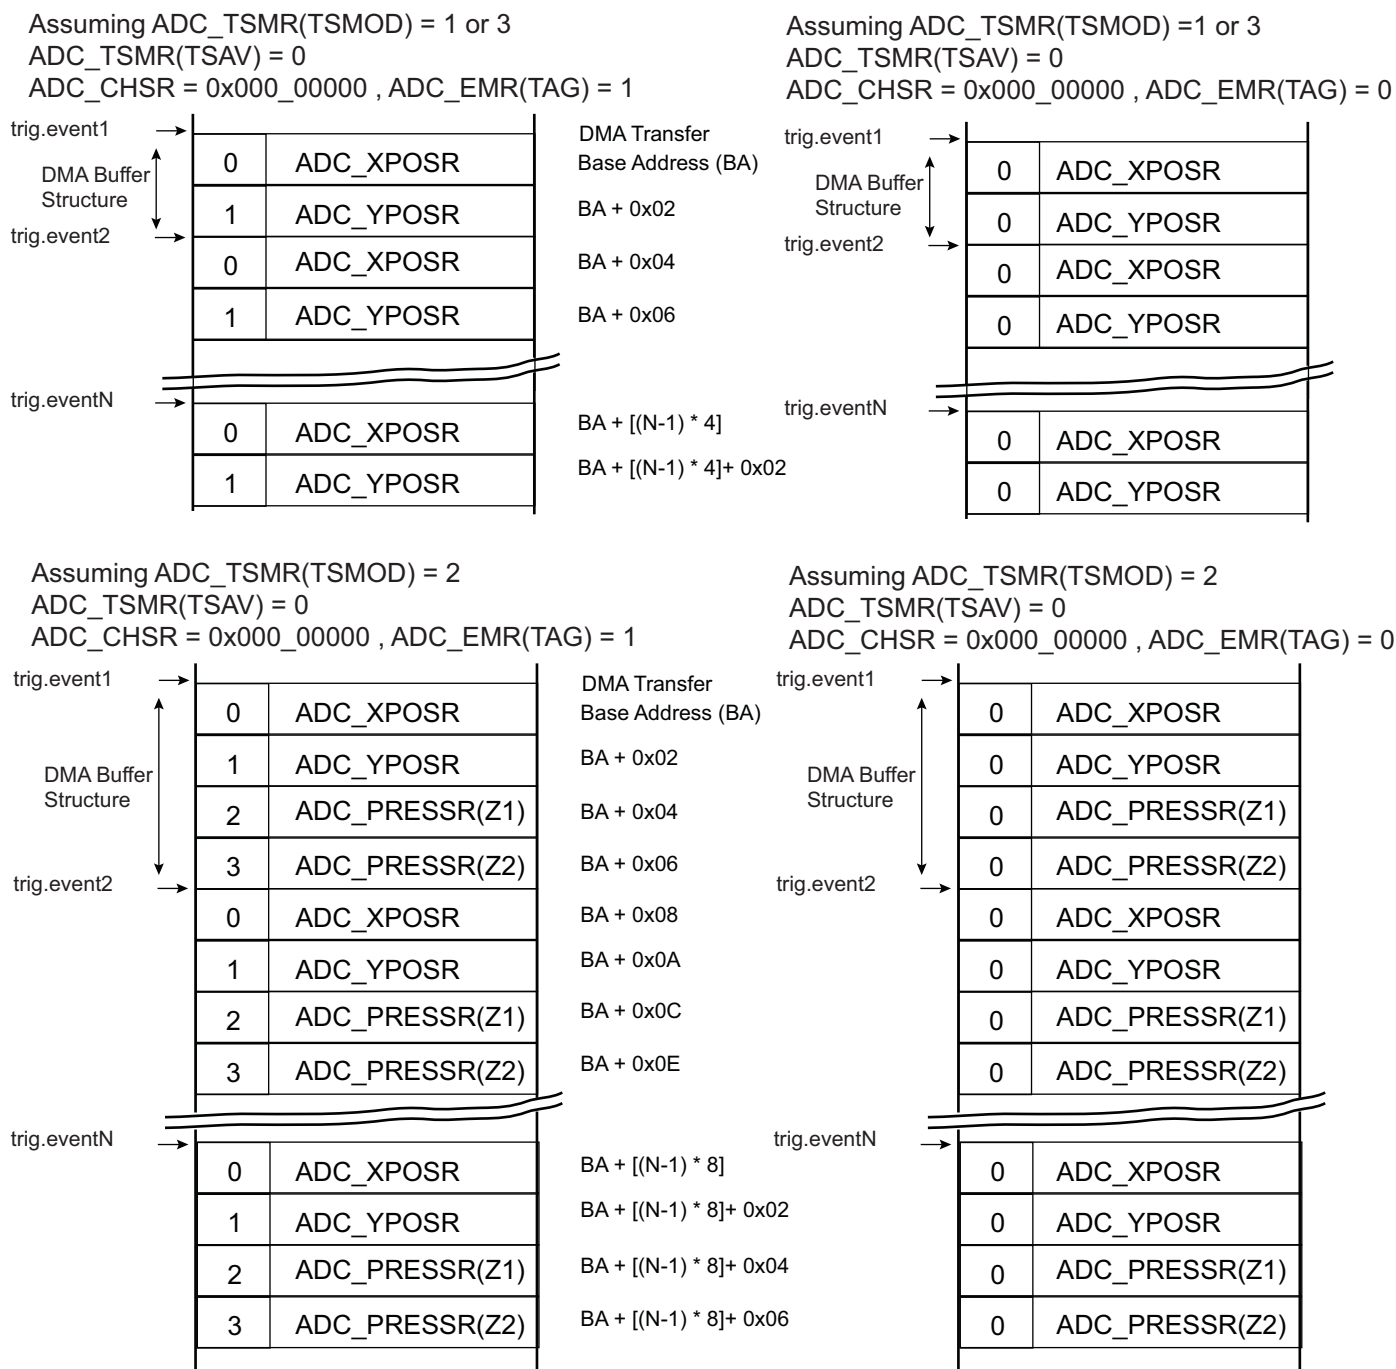 Assuming ADC_TSMR(TSMOD) = 1 or 3
ADC_TSMR(TSAV) = 0
ADC_CHSR = 0x000_00000 , ADC_EMR(TAG) = 1
trig.event1
DMA Buffer
Structure
trig.event2
trig.eventN
0 ADC_XPOSR
1 ADC_YPOSR
0 ADC_XPOSR
1 ADC_YPOSR
0 ADC_XPOSR
1 ADC_YPOSR
DMA Transfer
Base Address (BA)
BA + 0x02
BA + 0x04
BA + 0x06
BA + [(N-1) * 4]
BA + [(N-1) * 4]+ 0x02
Assuming ADC_TSMR(TSMOD) =1 or 3
ADC_TSMR(TSAV) = 0
ADC_CHSR = 0x000_00000 , ADC_EMR(TAG) = 0
trig.event1
DMA Buffer
Structure
trig.event2
trig.eventN
0 ADC_XPOSR
0 ADC_YPOSR
0 ADC_XPOSR
0 ADC_YPOSR
0 ADC_XPOSR
0 ADC_YPOSR
Assuming ADC_TSMR(TSMOD) = 2
ADC_TSMR(TSAV) = 0
ADC_CHSR = 0x000_00000 , ADC_EMR(TAG) = 1
trig.event1
DMA Buffer
Structure
trig.event2
trig.eventN
0 ADC_XPOSR
1 ADC_YPOSR
2 ADC_PRESSR(Z1)
3 ADC_PRESSR(Z2)
0 ADC_XPOSR
1 ADC_YPOSR
2 ADC_PRESSR(Z1)
3 ADC_PRESSR(Z2)
0 ADC_XPOSR
1 ADC_YPOSR
2 ADC_PRESSR(Z1)
3 ADC_PRESSR(Z2)
DMA Transfer
Base Address (BA)
BA + 0x02
BA + 0x04
BA + 0x06
BA + 0x08
BA + 0x0A
BA + 0x0C
BA + 0x0E
BA + [(N-1) * 8]
BA + [(N-1) * 8]+ 0x02
BA + [(N-1) * 8]+ 0x04
BA + [(N-1) * 8]+ 0x06
Assuming ADC_TSMR(TSMOD) = 2
ADC_TSMR(TSAV) = 0
ADC_CHSR = 0x000_00000 , ADC_EMR(TAG) = 0
trig.event1
DMA Buffer
Structure
trig.event2
trig.eventN
0 ADC_XPOSR
0 ADC_YPOSR
0 ADC_PRESSR(Z1)
0 ADC_PRESSR(Z2)
0 ADC_XPOSR
0 ADC_YPOSR
0 ADC_PRESSR(Z1)
0 ADC_PRESSR(Z2)
0 ADC_XPOSR
0 ADC_YPOSR
0 ADC_PRESSR(Z1)
0 ADC_PRESSR(Z2)